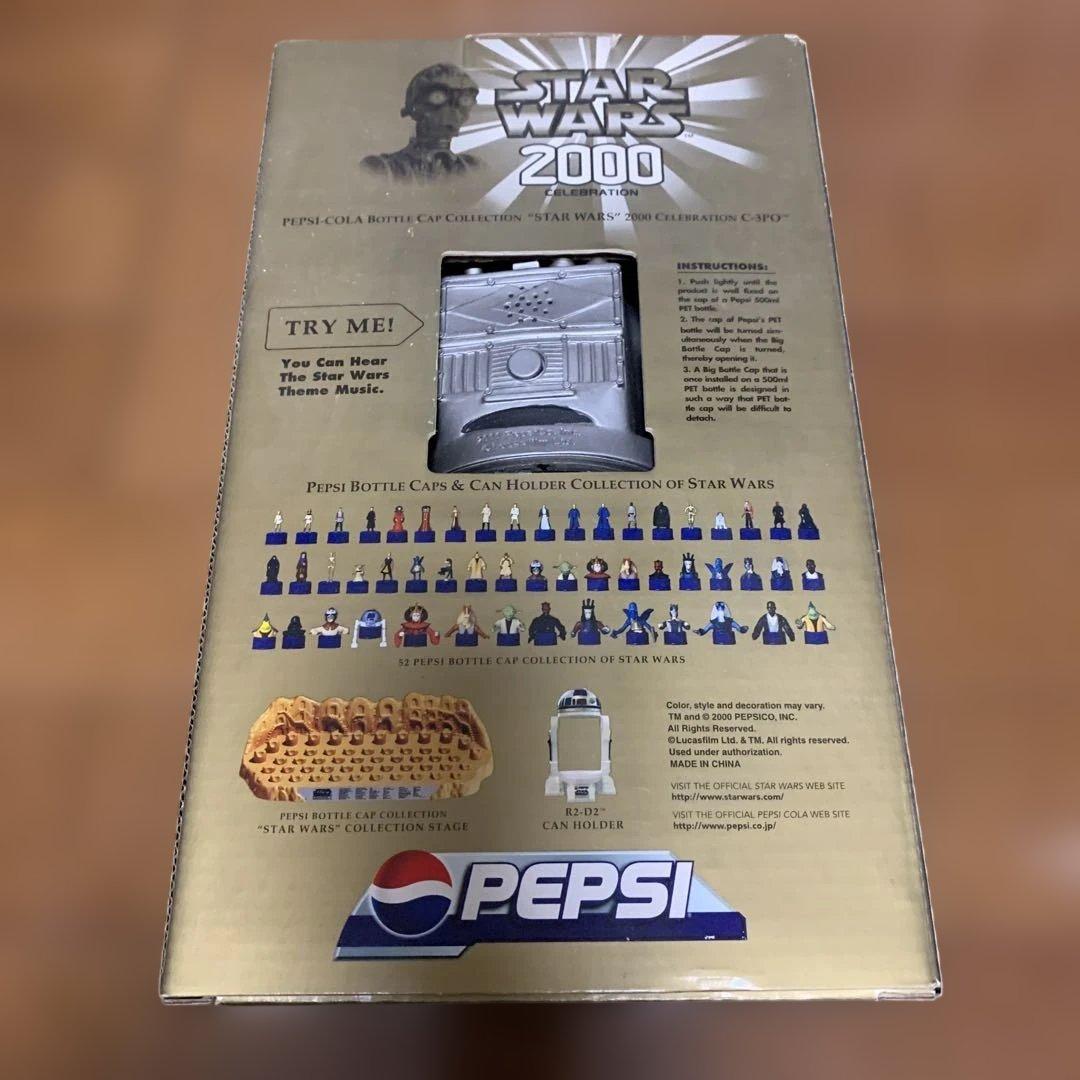 STAR
WARS™
2000
CELEBRATION
PEPSI-COLA BOTTLE CAP COLLECTION "STAR WARS" 2000 CELEBRATION C-3PO™
TRY ME!
You Can Hear
The Star Wars
Theme Music.
INSTRUCTIONS:
1. Push lightly until the
product is well fixed on
the cap of a Pepsi 500ml
PET bottle.
2. The cap of Pepsi's PET
bottle will be turned sim-
ultaneously when the Big
Bottle Cap is turned,
thereby opening it.
3. A Big Bottle Cap that is
once installed on a 500ml
PET bottle is designed in
such a way that PET bot-
tle cap will be difficult to
detach.
PEPSI BOTTLE CAPS & CAN HOLDER COLLECTION OF STAR WARS
52 PEPSI BOTTLE CAP COLLECTION OF STAR WARS
PEPSI BOTTLE CAP COLLECTION
"STAR WARS" COLLECTION STAGE
R2-D2™
CAN HOLDER
Color, style and decoration may vary.
TM and © 2000 PEPSICO, INC.
All Rights Reserved.
©Lucasfilm Ltd. & TM. All rights reserved.
Used under authorization.
MADE IN CHINA
VISIT THE OFFICIAL STAR WARS WEB SITE
http://www.starwars.com/
VISIT THE OFFICIAL PEPSI COLA WEB SITE
http://www.pepsi.co.jp/
PEPSI